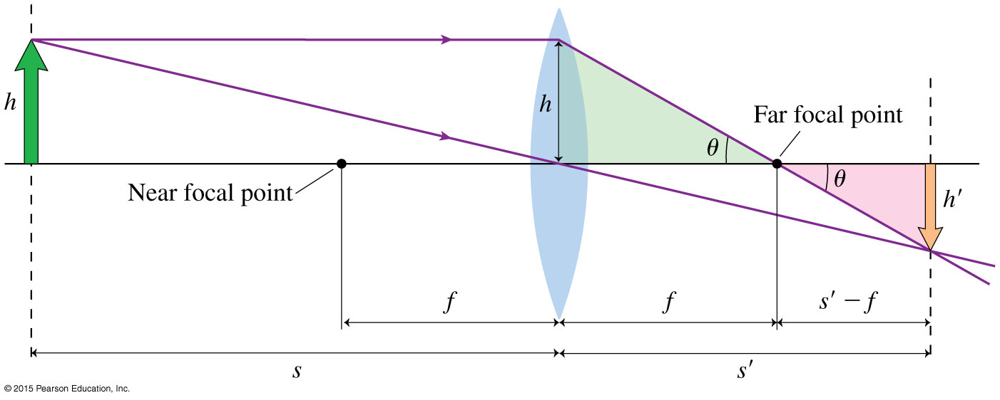 h
h
Far focal point
θ
θ
h′
Near focal point
f
f
s′ − f
s
s′
© 2015 Pearson Education, Inc.